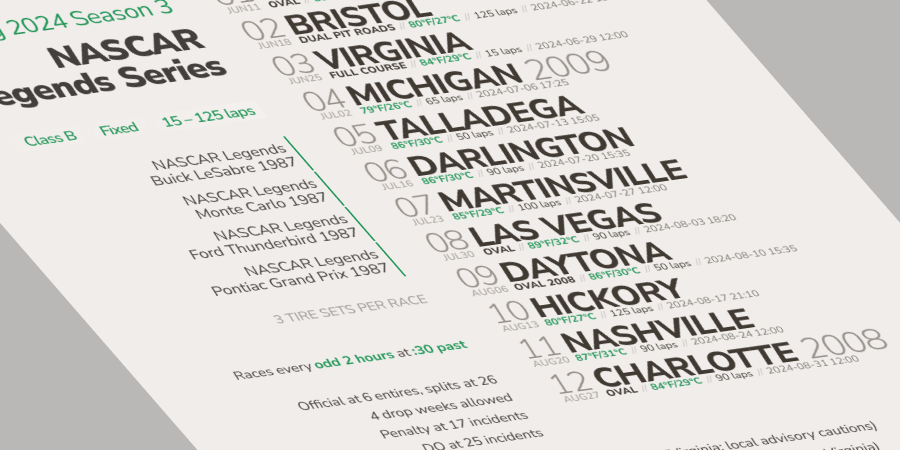 2024 Season 3
NASCAR
Legends Series
Class B Fixed 15 – 125 laps
NASCAR Legends
Buick LeSabre 1987
NASCAR Legends
Monte Carlo 1987
NASCAR Legends
Ford Thunderbird 1987
NASCAR Legends
Pontiac Grand Prix 1987
3 TIRE SETS PER RACE
Races every odd 2 hours at :30 past
Official at 6 entries, splits at 26
4 drop weeks allowed
Penalty at 17 incidents
DQ at 25 incidents
JUN11 OVAL
02 BRISTOL
JUN18 DUAL PIT ROADS // 80°F/27°C // 125 laps //
03 VIRGINIA
JUN25 FULL COURSE // 84°F/29°C // 15 laps // 2024-06-29 12:00
04 MICHIGAN 2009
JUL02 79°F/26°C // 65 laps // 2024-07-06 17:25
05 TALLADEGA
JUL09 86°F/30°C // 50 laps // 2024-07-13 15:05
06 DARLINGTON
JUL16 86°F/30°C // 90 laps // 2024-07-20 15:35
07 MARTINSVILLE
JUL23 85°F/29°C // 100 laps // 2024-07-27 12:00
08 LAS VEGAS
JUL30 OVAL // 89°F/32°C // 90 laps // 2024-08-03 18:20
09 DAYTONA
AUG06 OVAL 2008 // 86°F/30°C // 50 laps // 2024-08-10 15:35
10 HICKORY
AUG13 80°F/27°C // 125 laps // 2024-08-17 21:10
11 NASHVILLE
AUG20 87°F/31°C // 90 laps // 2024-08-24 12:00
12 CHARLOTTE 2008
AUG27 OVAL // 84°F/29°C // 90 laps // 2024-08-31 12:00
local advisory cautions)